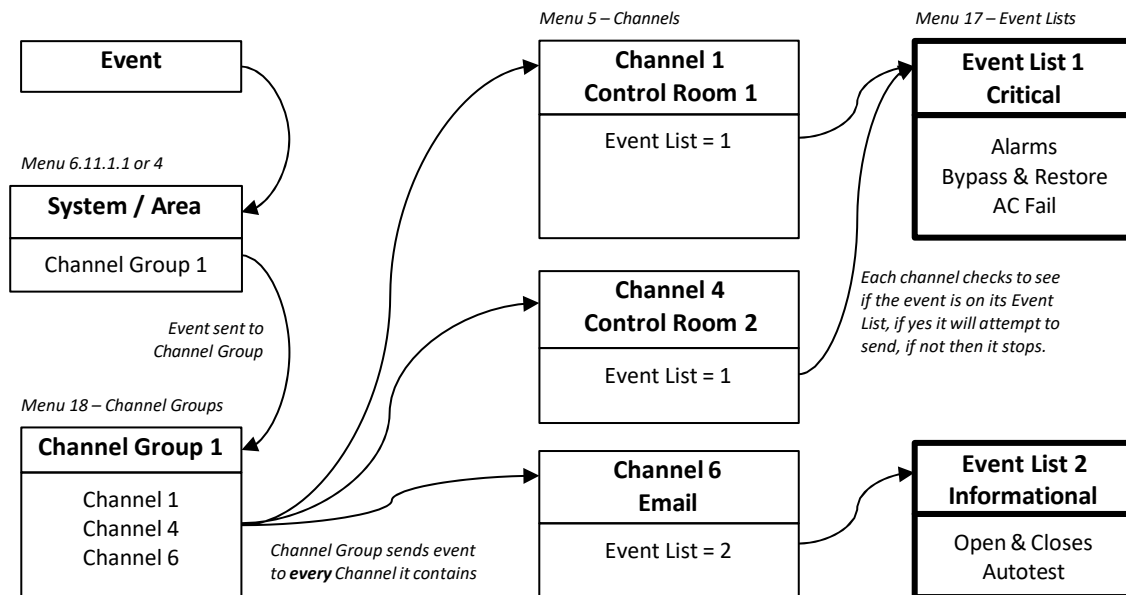 Event
Menu 6.11.1.1 or 4
System / Area
Channel Group 1
Event sent to
Channel Group
Menu 18 – Channel Groups
Channel Group 1
Channel 1
Channel 4
Channel 6
Channel Group sends event
to every Channel it contains
Menu 5 – Channels
Channel 1
Control Room 1
Event List = 1
Channel 4
Control Room 2
Event List = 1
Channel 6
Email
Event List = 2
Menu 17 – Event Lists
Event List 1
Critical
Alarms
Bypass & Restore
AC Fail
Each channel checks to see
if the event is on its Event
List, if yes it will attempt to
send, if not then it stops.
Event List 2
Informational
Open & Closes
Autotest